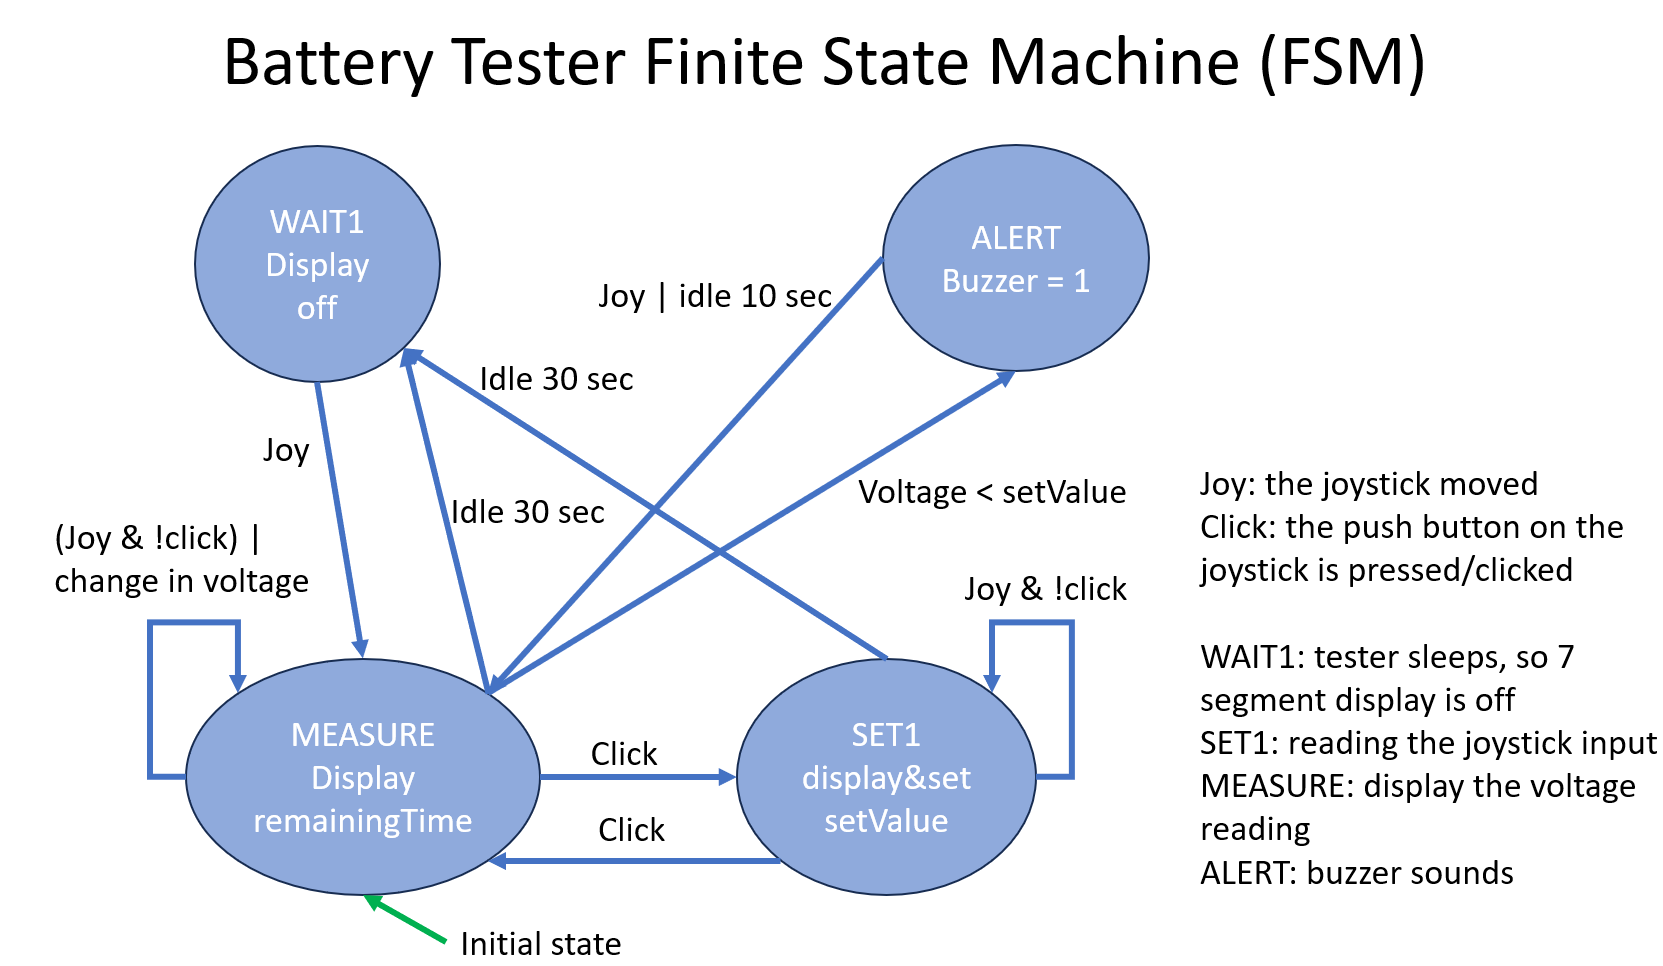 Battery Tester Finite State Machine (FSM)
WAIT1
Display
off
ALERT
Buzzer = 1
Joy | idle 10 sec
Idle 30 sec
Joy
Idle 30 sec
Voltage < setValue
(Joy & !click) |
change in voltage
Joy & !click
MEASURE
Display
remainingTime
Click
Click
SET1
display&set
setValue
Initial state
Joy: the joystick moved
Click: the push button on the
joystick is pressed/clicked
WAIT1: tester sleeps, so 7
segment display is off
SET1: reading the joystick input
MEASURE: display the voltage
reading
ALERT: buzzer sounds